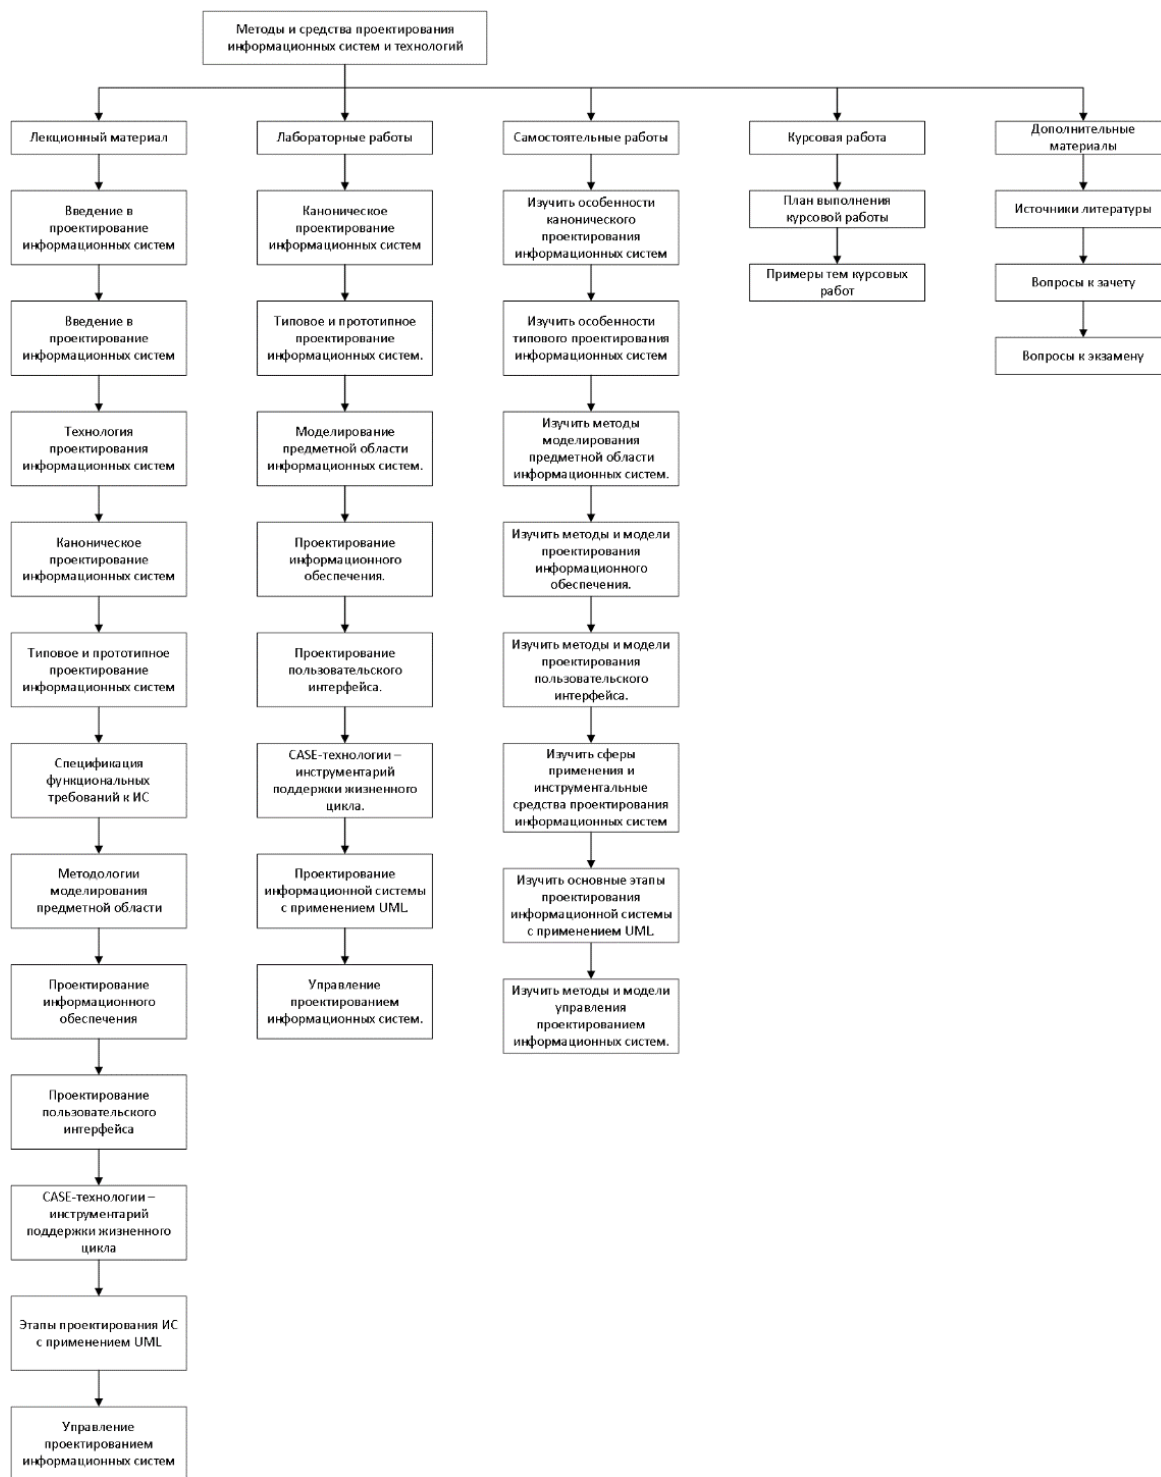 Методы и средства проектирования
информационных систем и технологий
Лекционный материал
Введение в
проектирование
информационных систем
Введение в
проектирование
информационных систем
Технология
проектирования
информационных систем
Каноническое
проектирование
информационных систем
Типовое и прототипное
проектирование
информационных систем
Спецификация
функциональных
требований к ИС
Методологии
моделирования
предметной области
Проектирование
информационного
обеспечения
Проектирование
пользовательского
интерфейса
CASE-технологии –
инструментарий
поддержки жизненного
цикла
Этапы проектирования ИС
с применением UML
Управление
проектированием
информационных систем
Лабораторные работы
Каноническое
проектирование
информационных систем
Типовое и прототипное
проектирование
информационных систем.
Моделирование
предметной области
информационных систем.
Проектирование
информационного
обеспечения.
Проектирование
пользовательского
интерфейса.
CASE-технологии –
инструментарий
поддержки жизненного
цикла.
Проектирование
информационной системы
с применением UML.
Управление
проектированием
информационных систем.
Самостоятельные работы
Изучить особенности
канонического
проектирования
информационных систем
Изучить особенности
типового проектирования
информационных систем
Изучить методы
моделирования
предметной области
информационных систем.
Изучить методы и модели
проектирования
информационного
обеспечения.
Изучить методы и модели
проектирования
пользовательского
интерфейса.
Изучить сферы
применения и
инструментальные
средства проектирования
информационных систем
Изучить основные этапы
проектирования
информационной системы
с применением UML.
Изучить методы и модели
управления
проектированием
информационных систем.
Курсовая работа
План выполнения
курсовой работы
Примеры тем курсовых
работ
Дополнительные
материалы
Источники литературы
Вопросы к зачету
Вопросы к экзамену